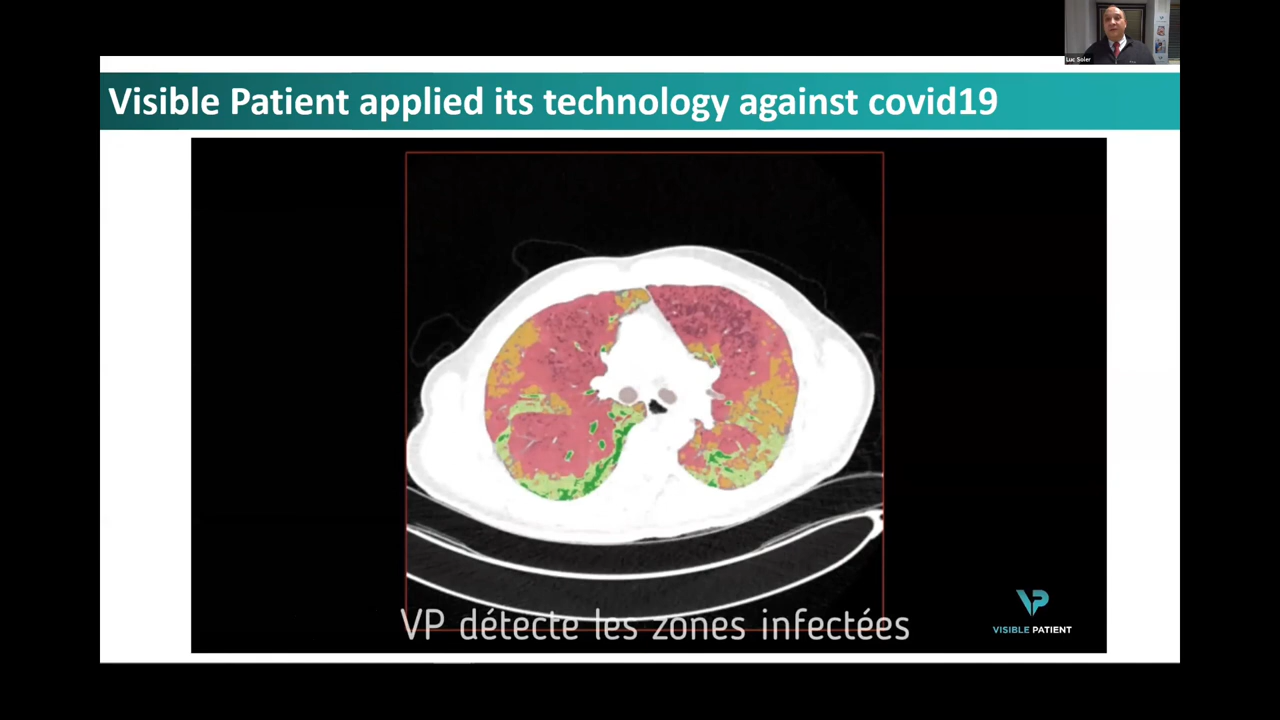 Luc Soler
Visible Patient applied its technology against covid19
VP détecte les zones infectées
VP
VISIBLE PATIENT